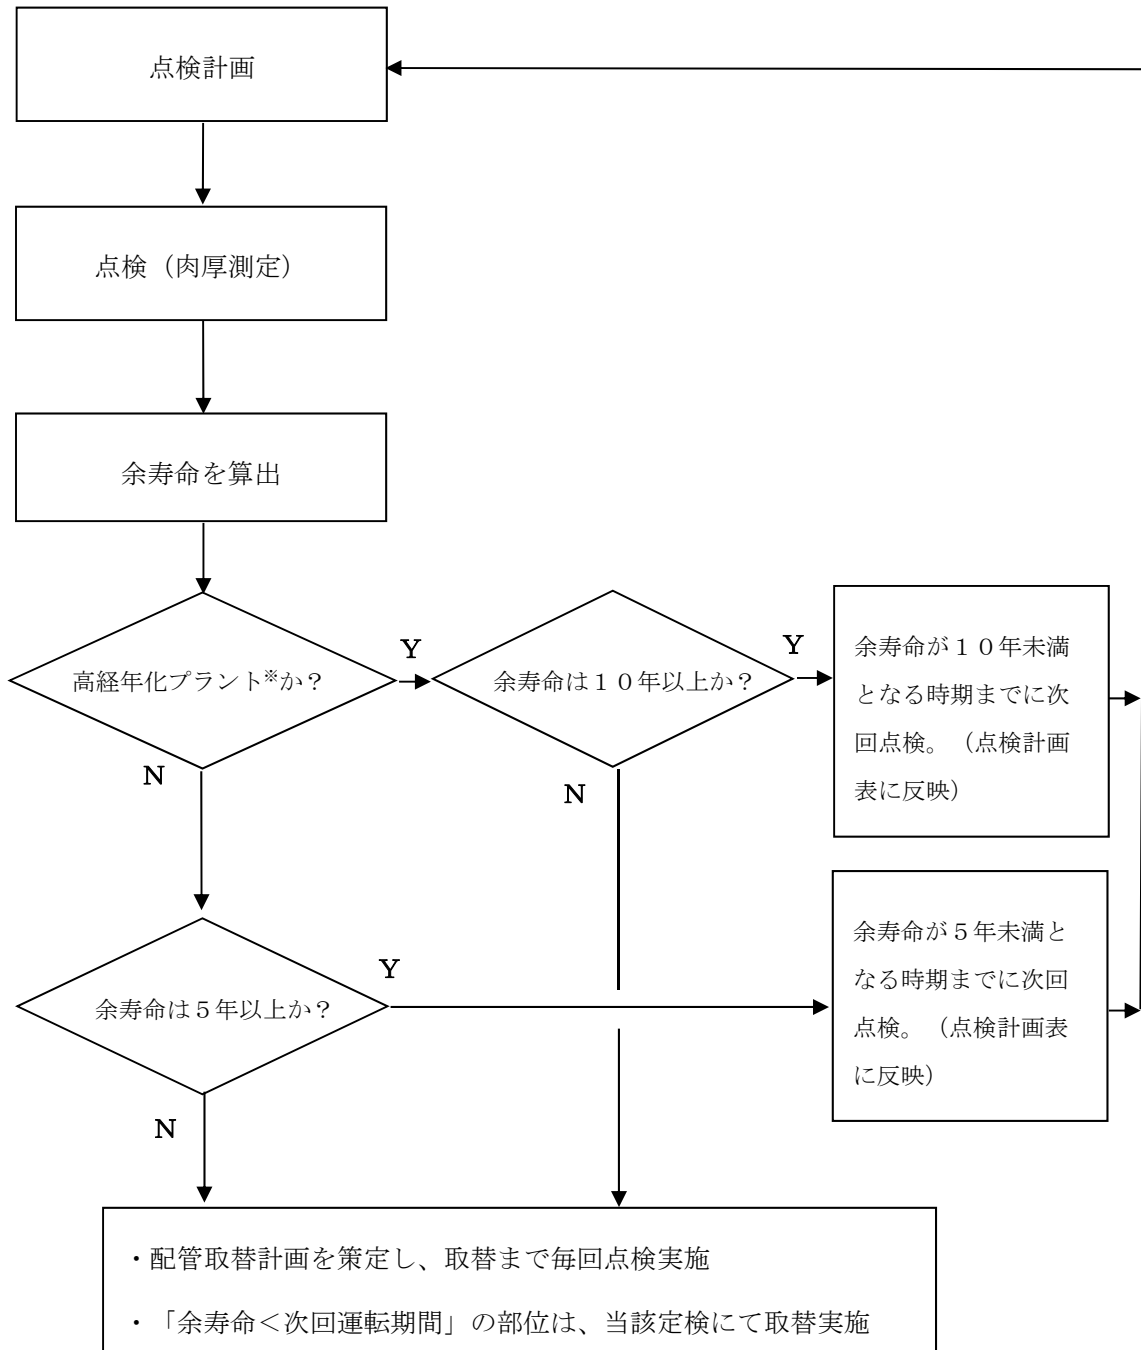 点検計画
点検（肉厚測定）
余寿命を算出
高経年化プラント※か？
Y
余寿命は１０年以上か？
Y
余寿命が１０年未満
となる時期までに次
回点検。（点検計画
表に反映）
N
N
余寿命は５年以上か？
Y
余寿命が５年未満と
なる時期までに次回
点検。（点検計画表
に反映）
N
・配管取替計画を策定し、取替まで毎回点検実施
・「余寿命＜次回運転期間」の部位は、当該定検にて取替実施